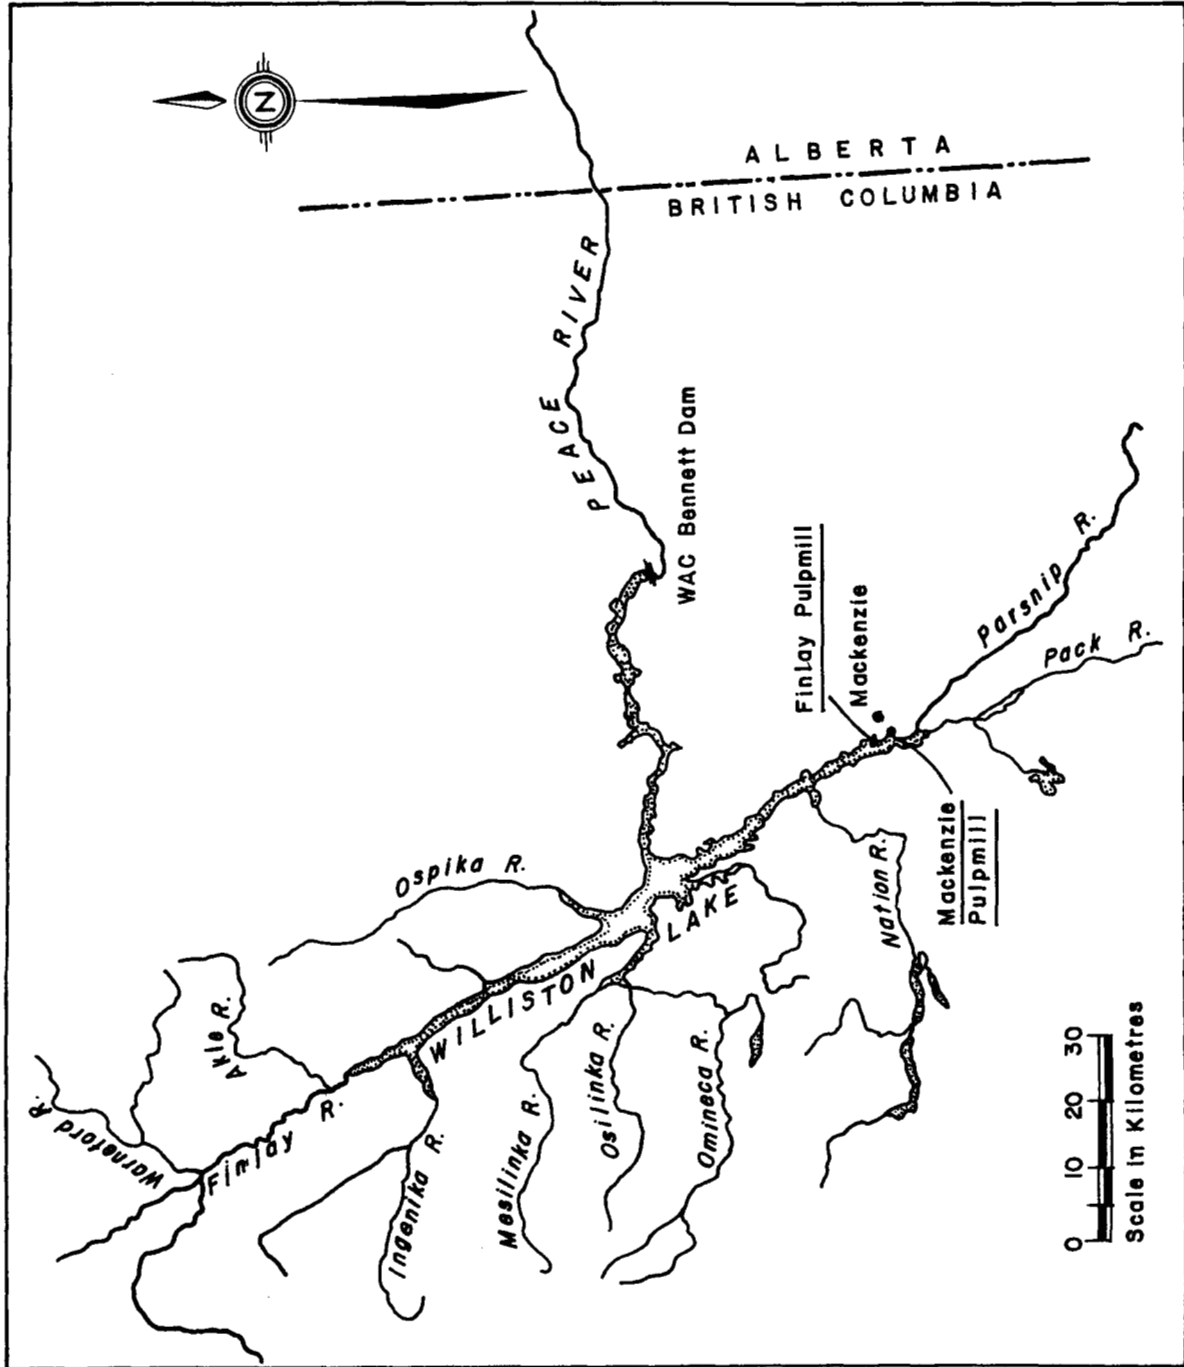 N
ALBERTA
BRITISH COLUMBIA
PEACE RIVER
WAC Bennett Dam
Finlay Pulpmill
Mackenzie
Parsnip R.
Pack R.
Mackenzie
Pulpmill
Nation R.
Ospika R.
WILLISTON LAKE
Akie R.
Warneford R.
Finlay R.
Ingenika R.
Mesilinka R.
Osilinka R.
Omineca R.
0 10 20 30
Scale in Kilometres